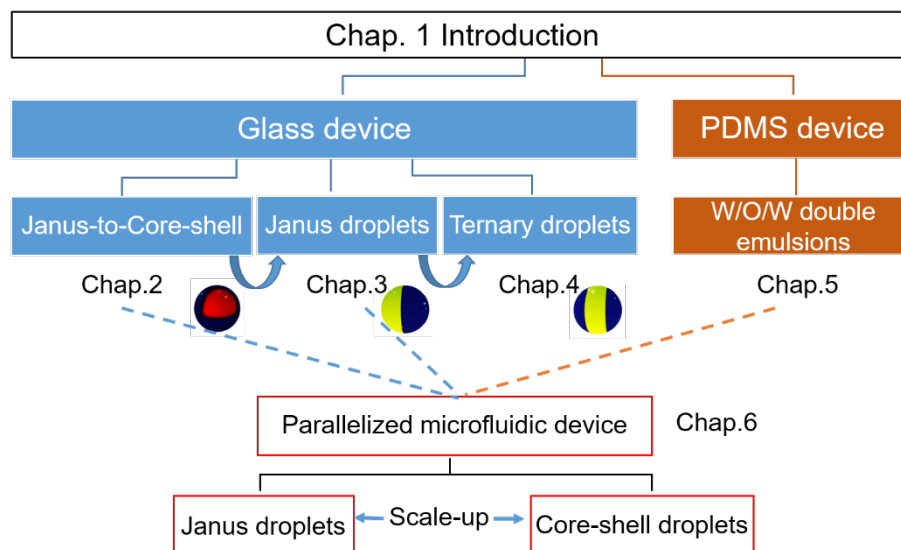 Chap. 1 Introduction
Glass device
PDMS device
Janus-to-Core-shell
Janus droplets
Ternary droplets
W/O/W double
emulsions
Chap.2
Chap.3
Chap.4
Chap.5
Parallelized microfluidic device
Chap.6
Janus droplets
Scale-up
Core-shell droplets